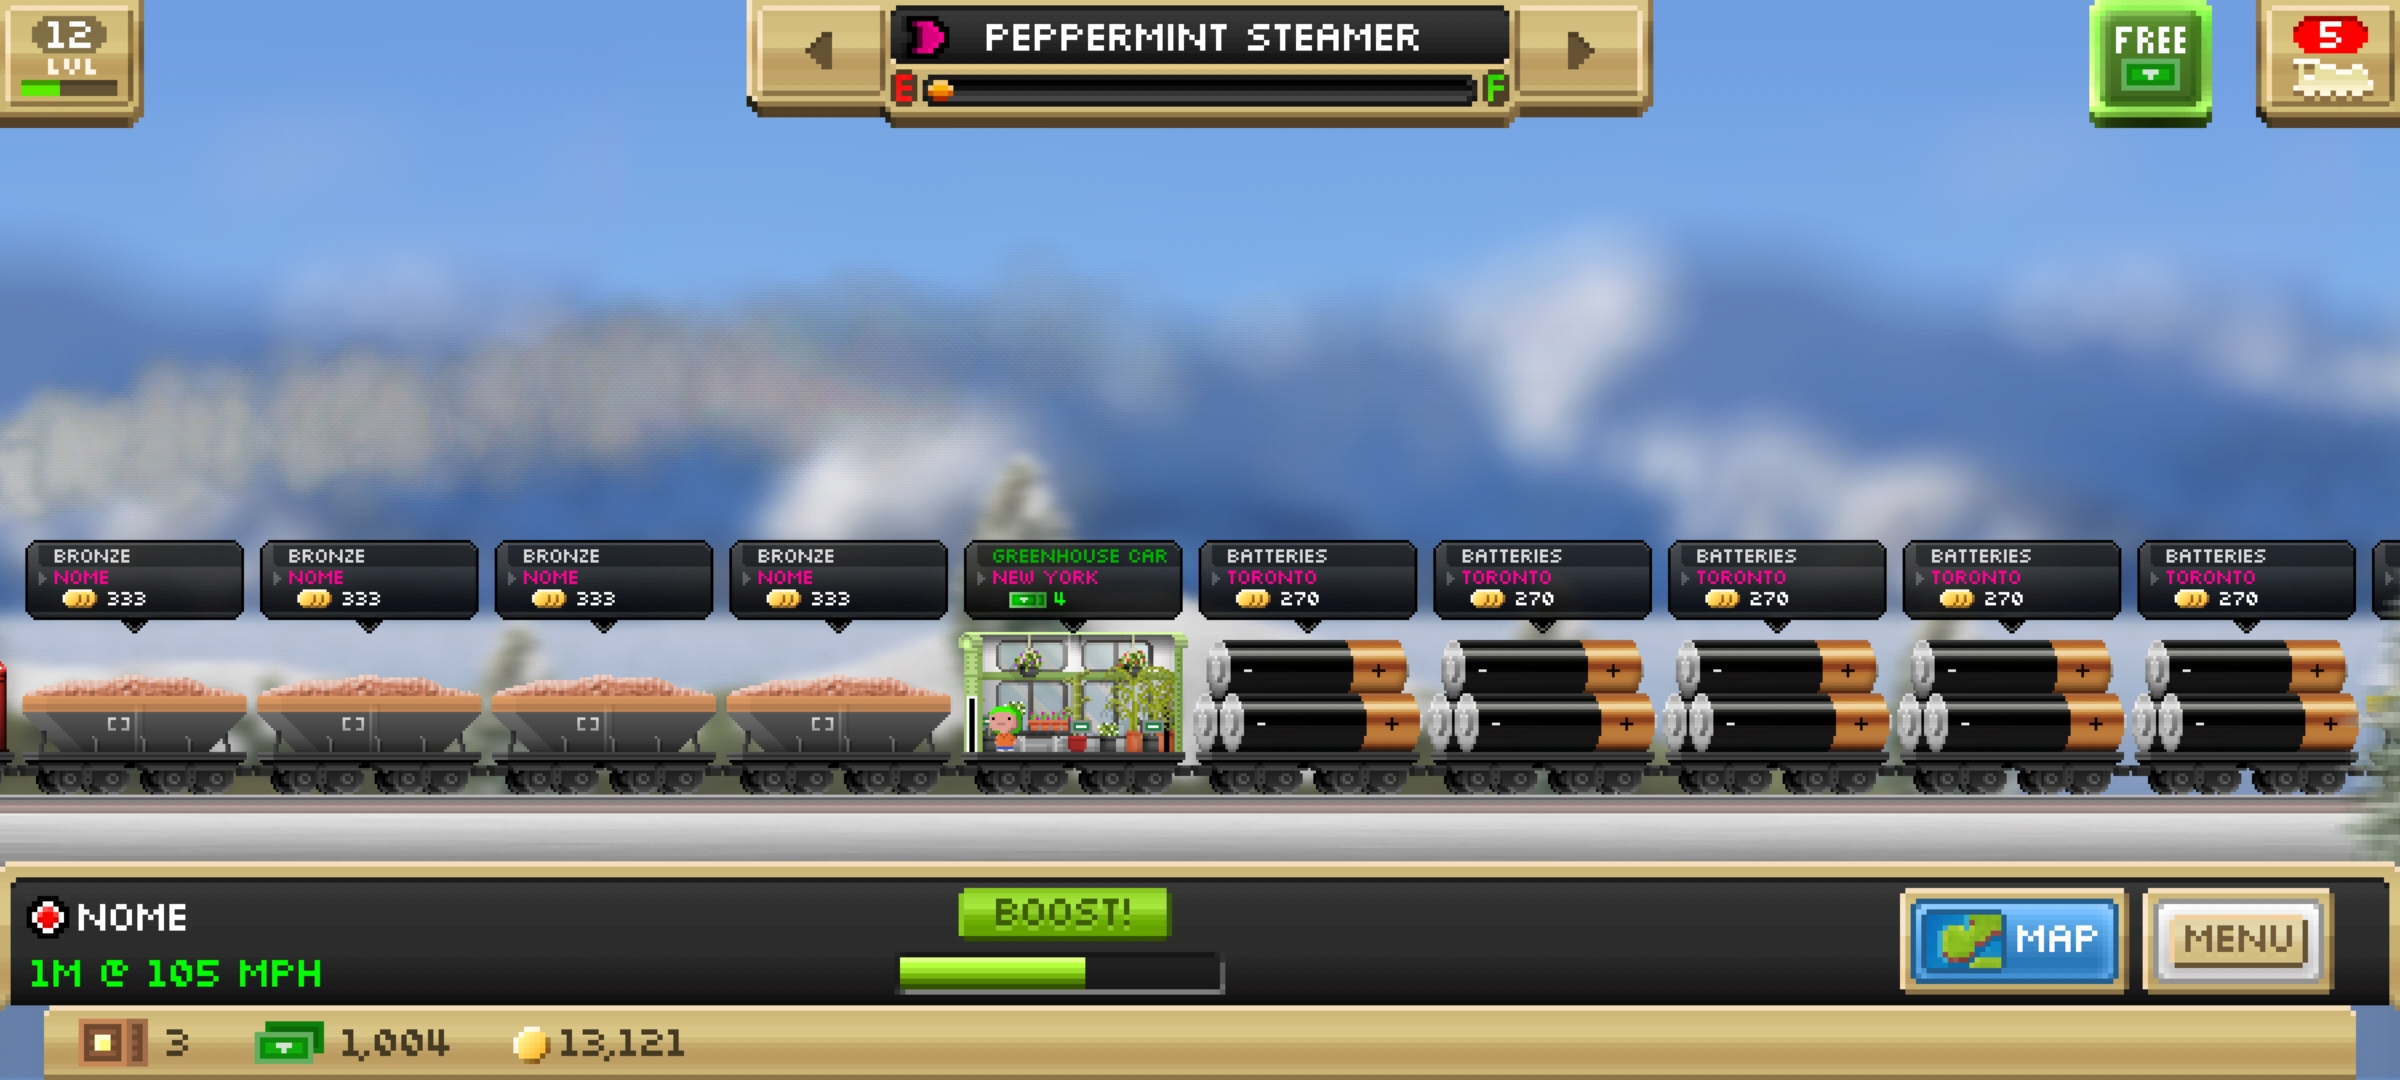 12
LVL
PEPPERMINT STEAMER
E F
FREE
5
BRONZE
NOME
333
BRONZE
NOME
333
BRONZE
NOME
333
BRONZE
NOME
333
GREENHOUSE CAR
NEW YORK
4
BATTERIES
TORONTO
270
BATTERIES
TORONTO
270
BATTERIES
TORONTO
270
BATTERIES
TORONTO
270
BATTERIES
TORONTO
270
NOME
1M @ 105 MPH
BOOST!
MAP
MENU
3
1,004
13,121